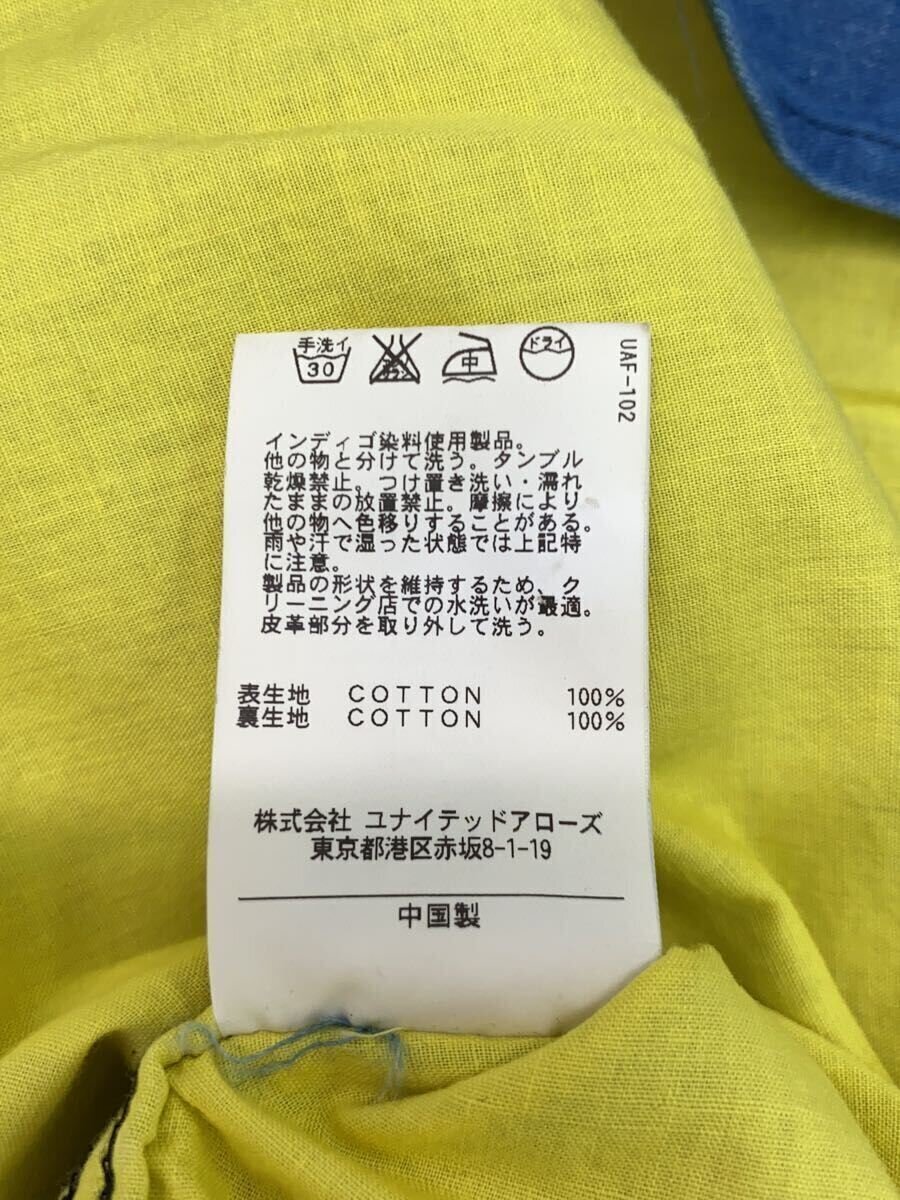 手洗イ
30
エンソ
サラシ
中
ドライ
UAF-102
インディゴ染料使用製品。
他の物と分けて洗う。タンブル
乾燥禁止。つけ置き洗い・濡れ
たままの放置禁止。摩擦により
他の物へ色移りすることがある。
雨や汗で湿った状態では上記特
に注意。
製品の形状を維持するため、ク
リーニング店での水洗いが最適。
皮革部分を取り外して洗う。
表生地 COTTON 100%
裏生地 COTTON 100%
株式会社 ユナイテッドアローズ
東京都港区赤坂8-1-19
中国製